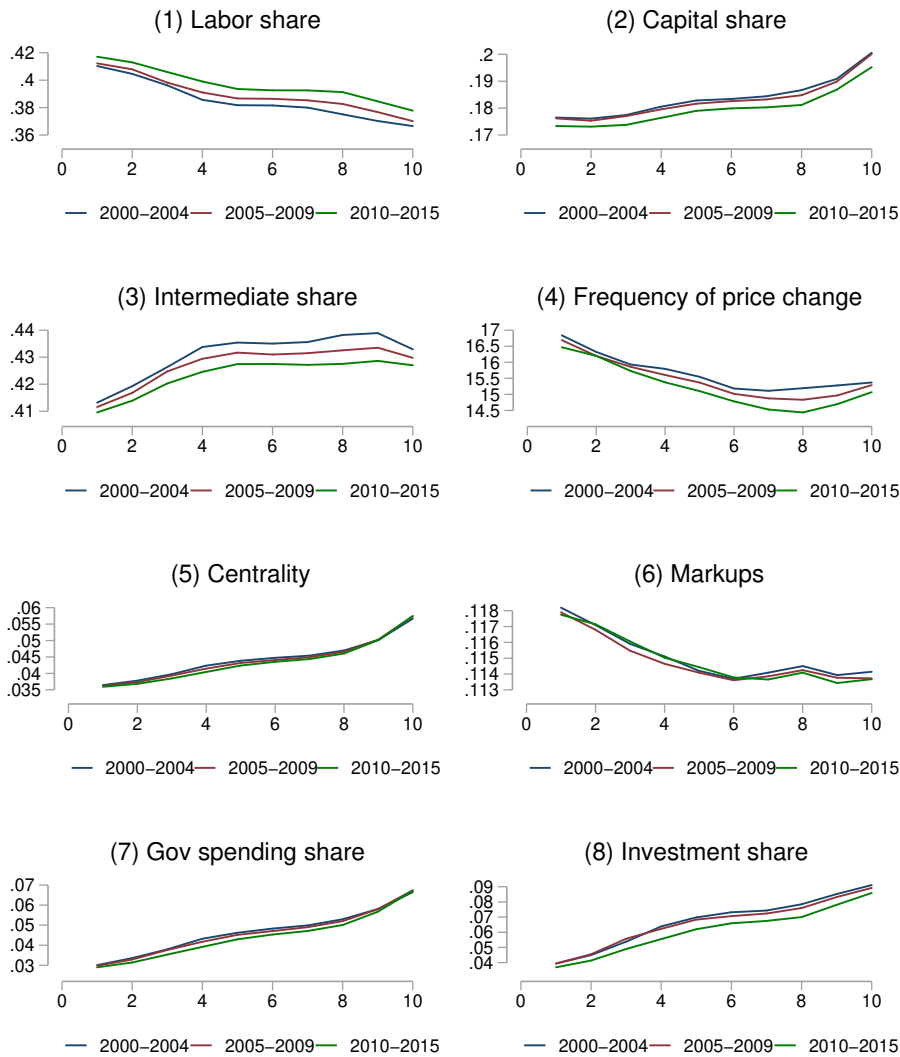 (1) Labor share
.42
.4
.38
.36
0 2 4 6 8 10
2000−2004 2005−2009 2010−2015
(2) Capital share
.2
.19
.18
.17
0 2 4 6 8 10
2000−2004 2005−2009 2010−2015
(3) Intermediate share
.44
.43
.42
.41
0 2 4 6 8 10
2000−2004 2005−2009 2010−2015
(4) Frequency of price change
17
16.5
16
15.5
15
14.5
0 2 4 6 8 10
2000−2004 2005−2009 2010−2015
(5) Centrality
.06
.055
.05
.045
.04
.035
0 2 4 6 8 10
2000−2004 2005−2009 2010−2015
(6) Markups
.118
.117
.116
.115
.114
.113
0 2 4 6 8 10
2000−2004 2005−2009 2010−2015
(7) Gov spending share
.07
.06
.05
.04
.03
0 2 4 6 8 10
2000−2004 2005−2009 2010−2015
(8) Investment share
.09
.08
.07
.06
.05
.04
0 2 4 6 8 10
2000−2004 2005−2009 2010−2015